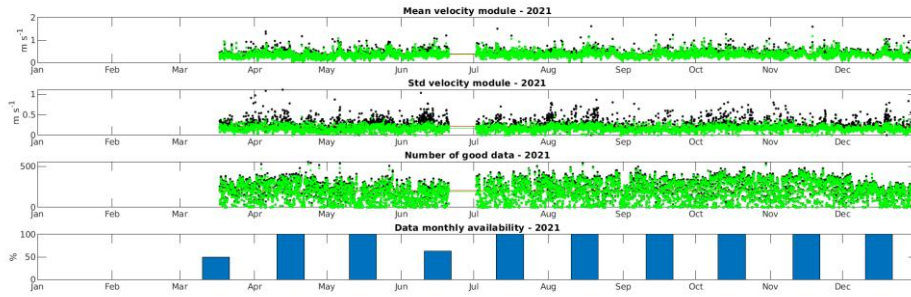 Mean velocity module - 2021
2
1
0
m s-1
Jan Feb Mar Apr May Jun Jul Aug Sep Oct Nov Dec
Std velocity module - 2021
1
0.5
0
m s-1
Jan Feb Mar Apr May Jun Jul Aug Sep Oct Nov Dec
Number of good data - 2021
500
0
Jan Feb Mar Apr May Jun Jul Aug Sep Oct Nov Dec
Data monthly availability - 2021
100
50
0
%
Jan Feb Mar Apr May Jun Jul Aug Sep Oct Nov Dec